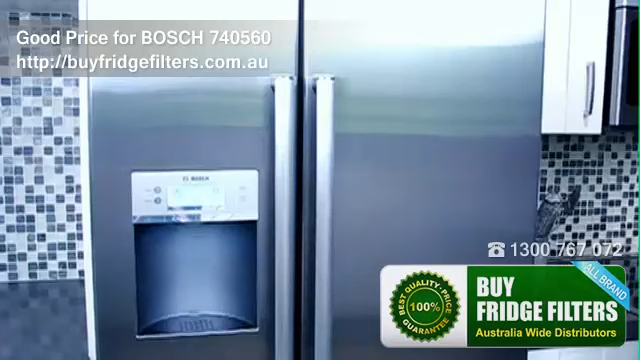 Good Price for BOSCH 740560
http://buyfridgefilters.com.au
BOSCH
1300 767 072
ALL BRAND
BEST QUALITY & PRICE
100%
GUARANTEE
BUY
FRIDGE FILTERS
Australia Wide Distributors